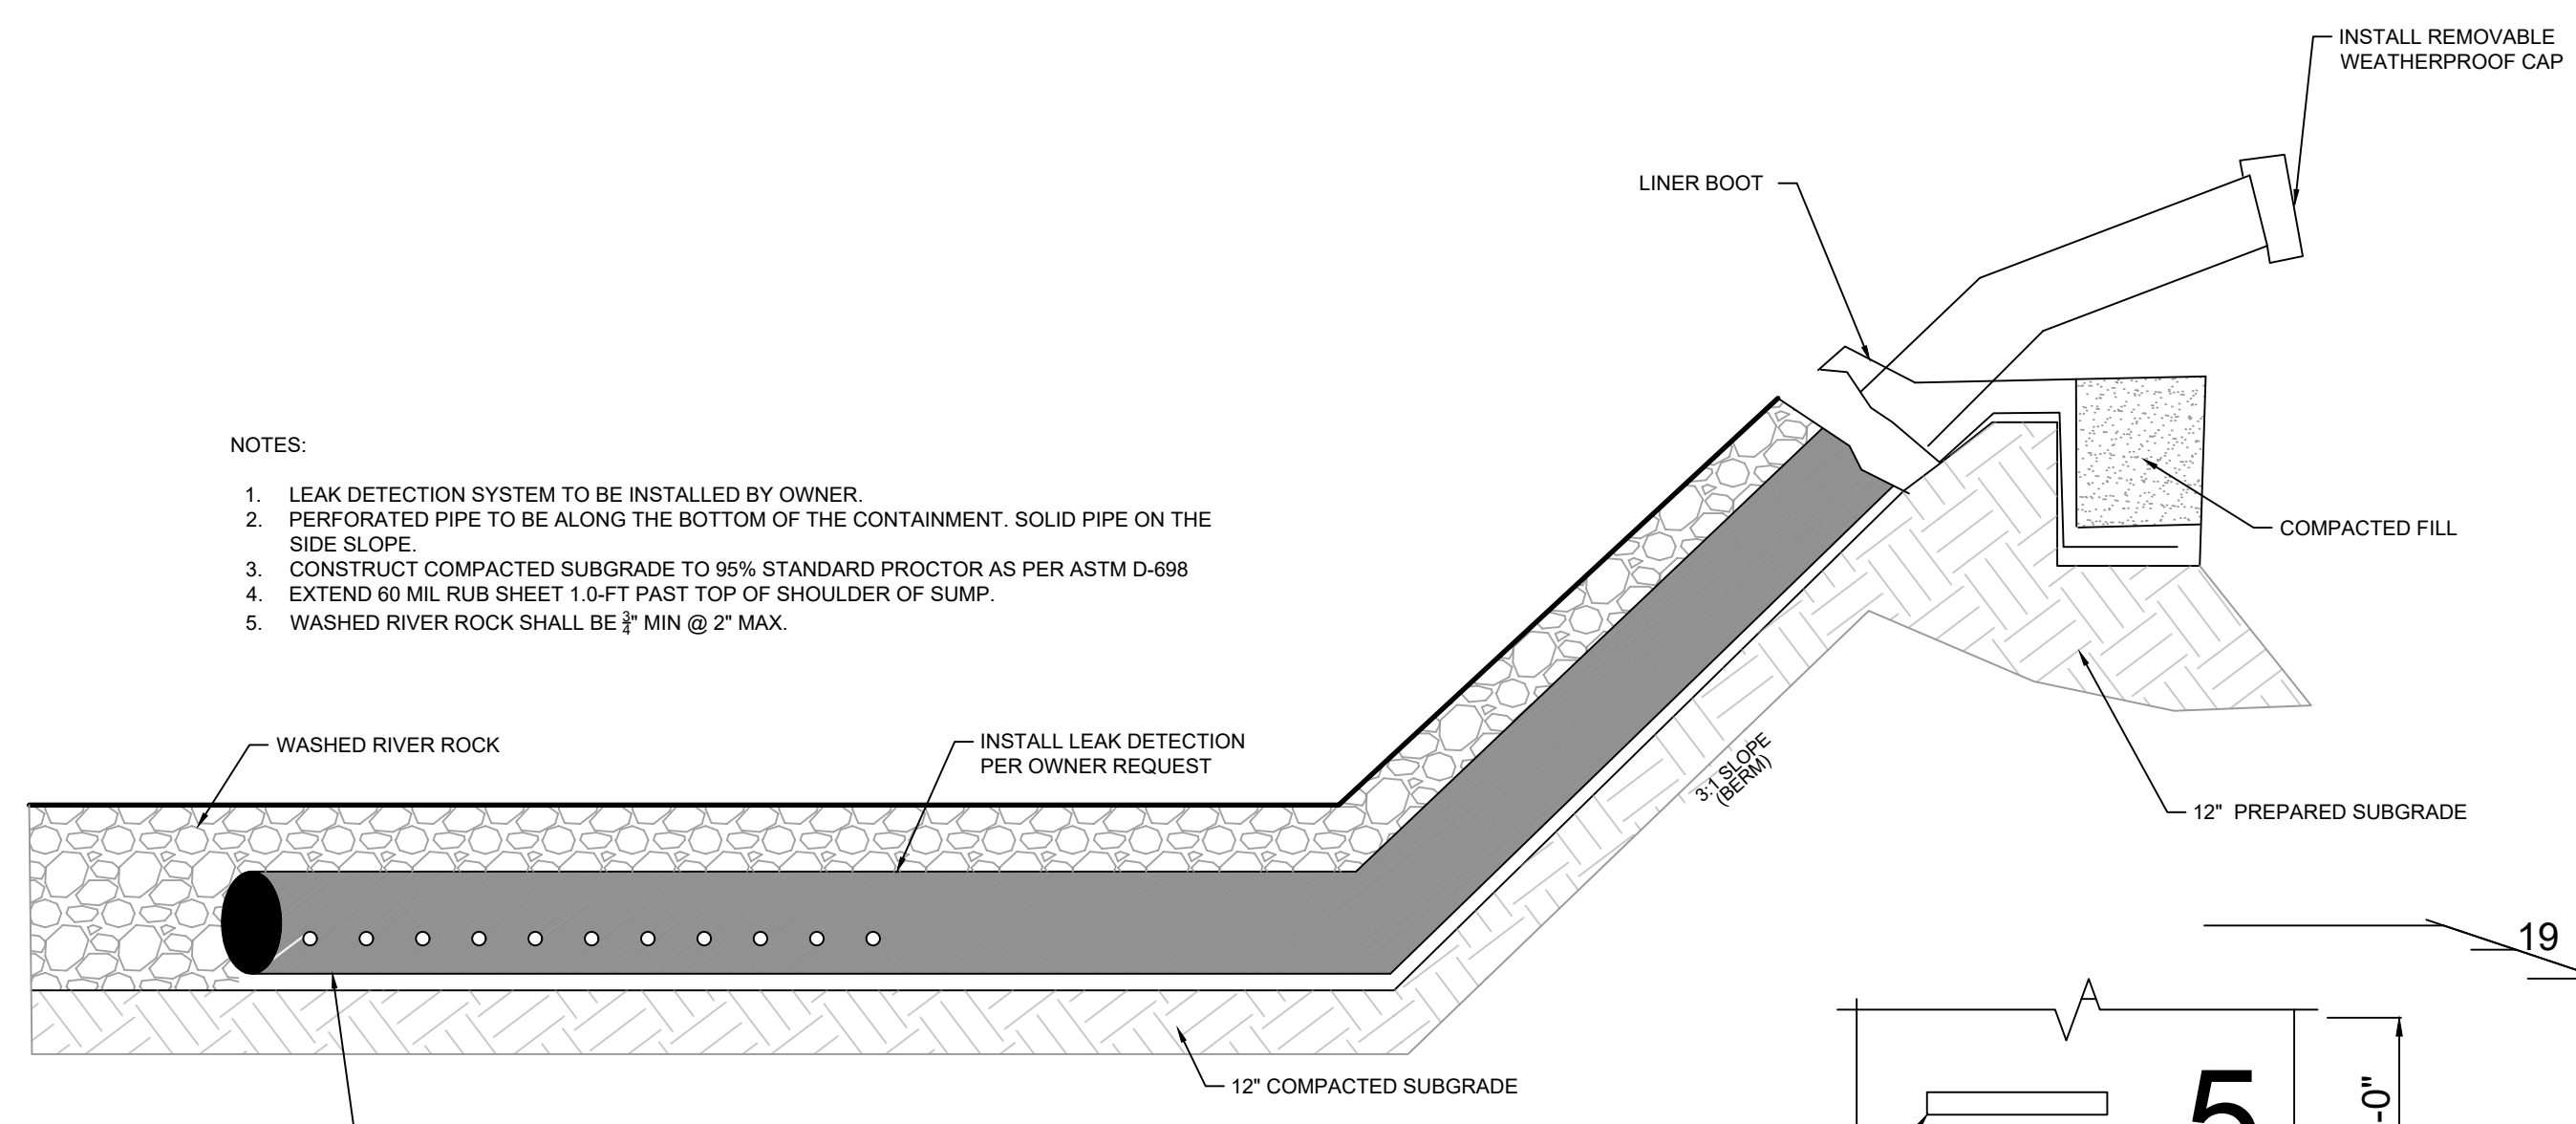 INSTALL REMOVABLE
WEATHERPROOF CAP
LINER BOOT
NOTES:
1. LEAK DETECTION SYSTEM TO BE INSTALLED BY OWNER.
2. PERFORATED PIPE TO BE ALONG THE BOTTOM OF THE CONTAINMENT. SOLID PIPE ON THE
SIDE SLOPE.
3. CONSTRUCT COMPACTED SUBGRADE TO 95% STANDARD PROCTOR AS PER ASTM D-698
4. EXTEND 60 MIL RUB SHEET 1.0-FT PAST TOP OF SHOULDER OF SUMP.
5. WASHED RIVER ROCK SHALL BE ¾" MIN @ 2" MAX.
COMPACTED FILL
WASHED RIVER ROCK
INSTALL LEAK DETECTION
PER OWNER REQUEST
3:1 SLOPE
(BERM)
12" PREPARED SUBGRADE
19
12" COMPACTED SUBGRADE
5
-0"